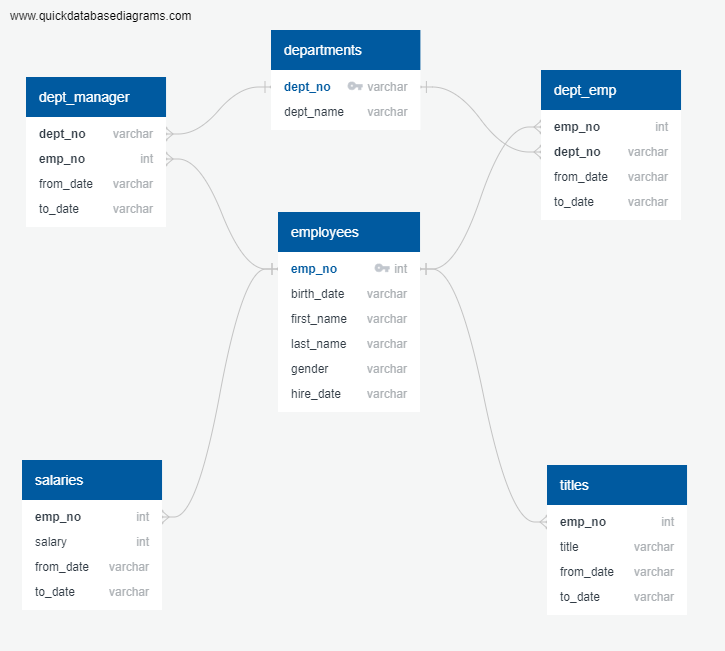 www.quickdatabasediagrams.com
departments
dept_no varchar
dept_name varchar
dept_manager
dept_no varchar
emp_no int
from_date varchar
to_date varchar
dept_emp
emp_no int
dept_no varchar
from_date varchar
to_date varchar
employees
emp_no int
birth_date varchar
first_name varchar
last_name varchar
gender varchar
hire_date varchar
salaries
emp_no int
salary int
from_date varchar
to_date varchar
titles
emp_no int
title varchar
from_date varchar
to_date varchar